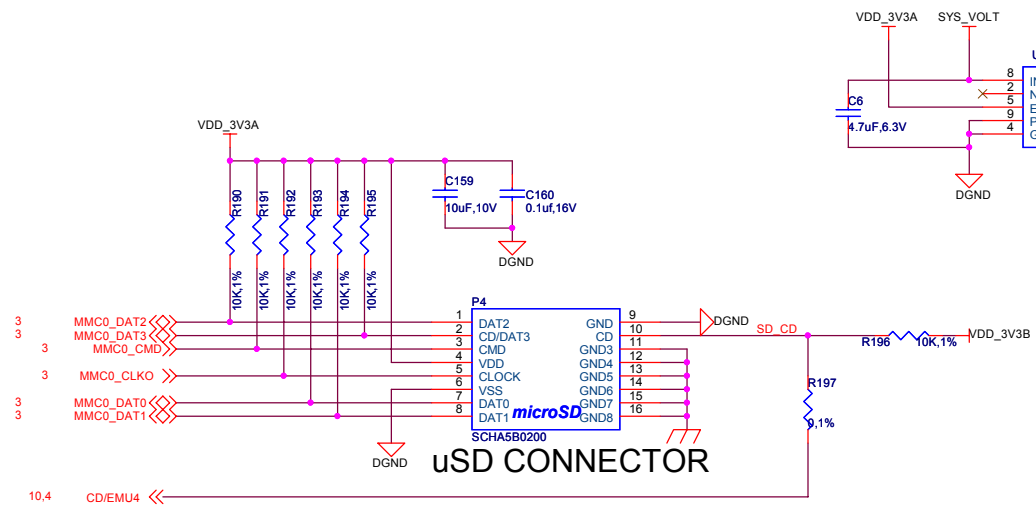 VDD_3V3A SYS_VOLT
U
8 IN
2 N
5 E
9 P
4 G
C6
4.7uF,6.3V
DGND
VDD_3V3A
R190
R191
R192
R193
R194
R195
10K,1%
10K,1%
10K,1%
10K,1%
10K,1%
10K,1%
C159
10uF,10V
C160
0.1uf,16V
DGND
P4
3 MMC0_DAT2 1 DAT2 GND 9 DGND
3 MMC0_DAT3 2 CD/DAT3 CD 10 SD_CD R196 10K,1% VDD_3V3B
3 MMC0_CMD 3 CMD GND3 11
4 VDD GND4 12
3 MMC0_CLKO 5 CLOCK GND5 13
6 VSS GND6 14
3 MMC0_DAT0 7 DAT0 GND7 15
3 MMC0_DAT1 8 DAT1 GND8 16
microSD
SCHA5B0200
R197
0,1%
DGND
uSD CONNECTOR
10,4 CD/EMU4